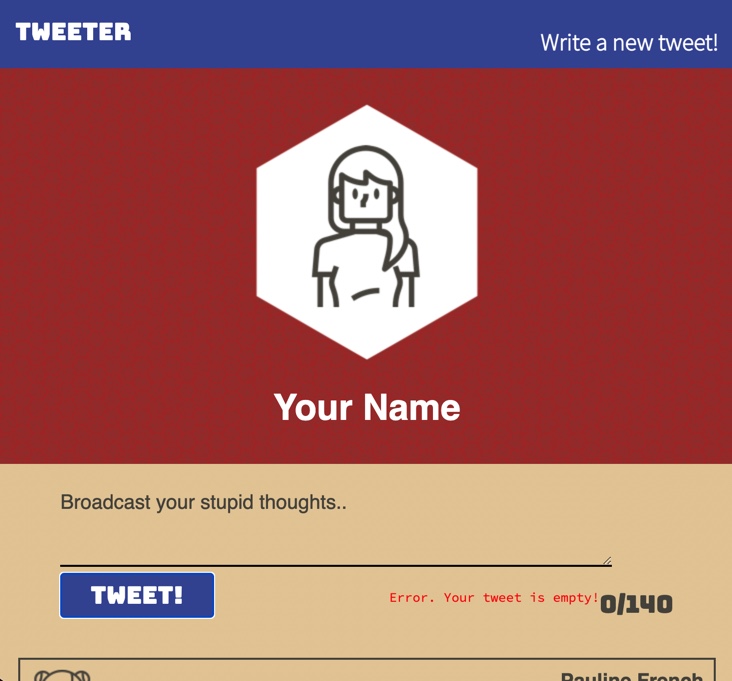 TWEETER
Write a new tweet!
Your Name
Broadcast your stupid thoughts..
TWEET!
Error. Your tweet is empty!
0/140
Pauline French